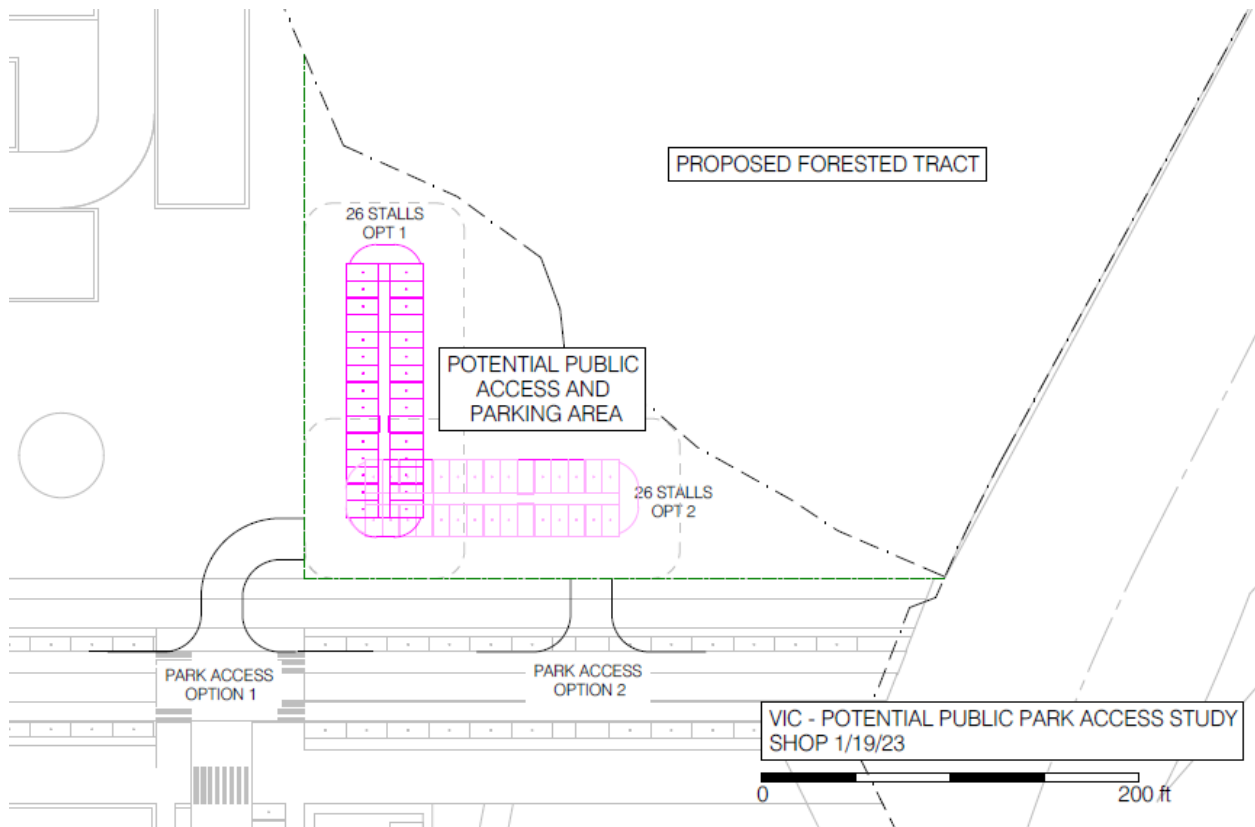 PROPOSED FORESTED TRACT
26 STALLS
OPT 1
POTENTIAL PUBLIC
ACCESS AND
PARKING AREA
26 STALLS
OPT 2
PARK ACCESS
OPTION 1
PARK ACCESS
OPTION 2
VIC - POTENTIAL PUBLIC PARK ACCESS STUDY
SHOP 1/19/23
0
200 ft